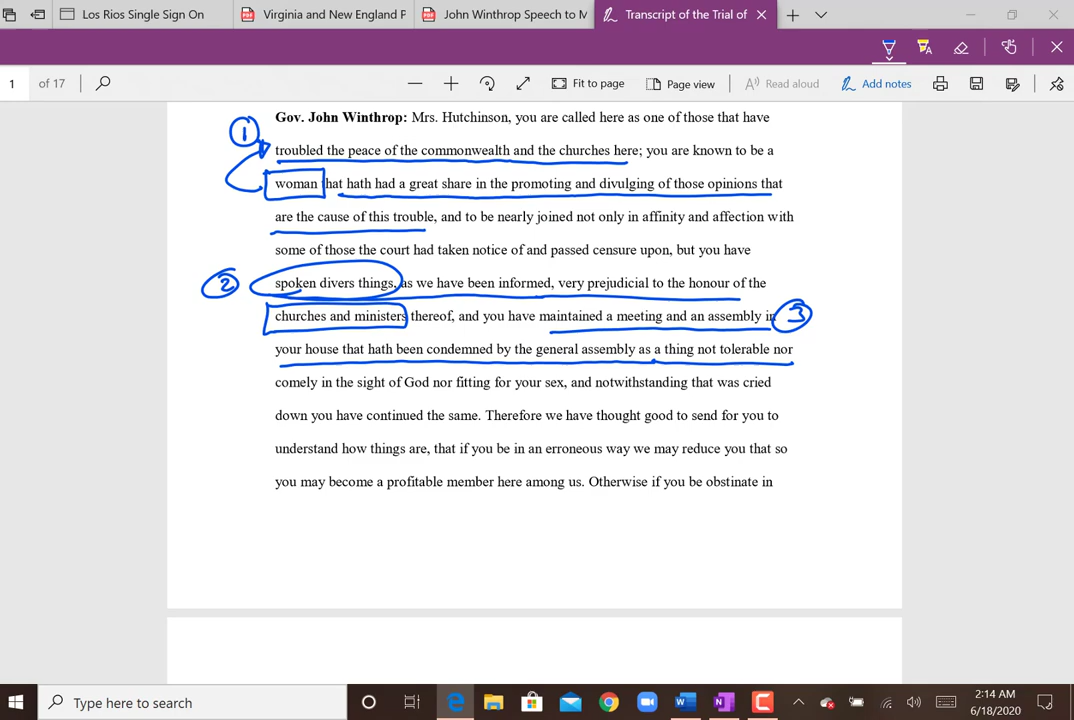 Los Rios Single Sign On
Virginia and New England P
John Winthrop Speech to M
Transcript of the Trial of
1 of 17
Fit to page
Page view
Read aloud
Add notes
Gov. John Winthrop: Mrs. Hutchinson, you are called here as one of those that have
1
troubled the peace of the commonwealth and the churches here; you are known to be a
woman that hath had a great share in the promoting and divulging of those opinions that
are the cause of this trouble, and to be nearly joined not only in affinity and affection with
some of those the court had taken notice of and passed censure upon, but you have
2 spoken divers things, as we have been informed, very prejudicial to the honour of the
churches and ministers thereof, and you have maintained a meeting and an assembly in 3
your house that hath been condemned by the general assembly as a thing not tolerable nor
comely in the sight of God nor fitting for your sex, and notwithstanding that was cried
down you have continued the same. Therefore we have thought good to send for you to
understand how things are, that if you be in an erroneous way we may reduce you that so
you may become a profitable member here among us. Otherwise if you be obstinate in
Type here to search
2:14 AM
6/18/2020